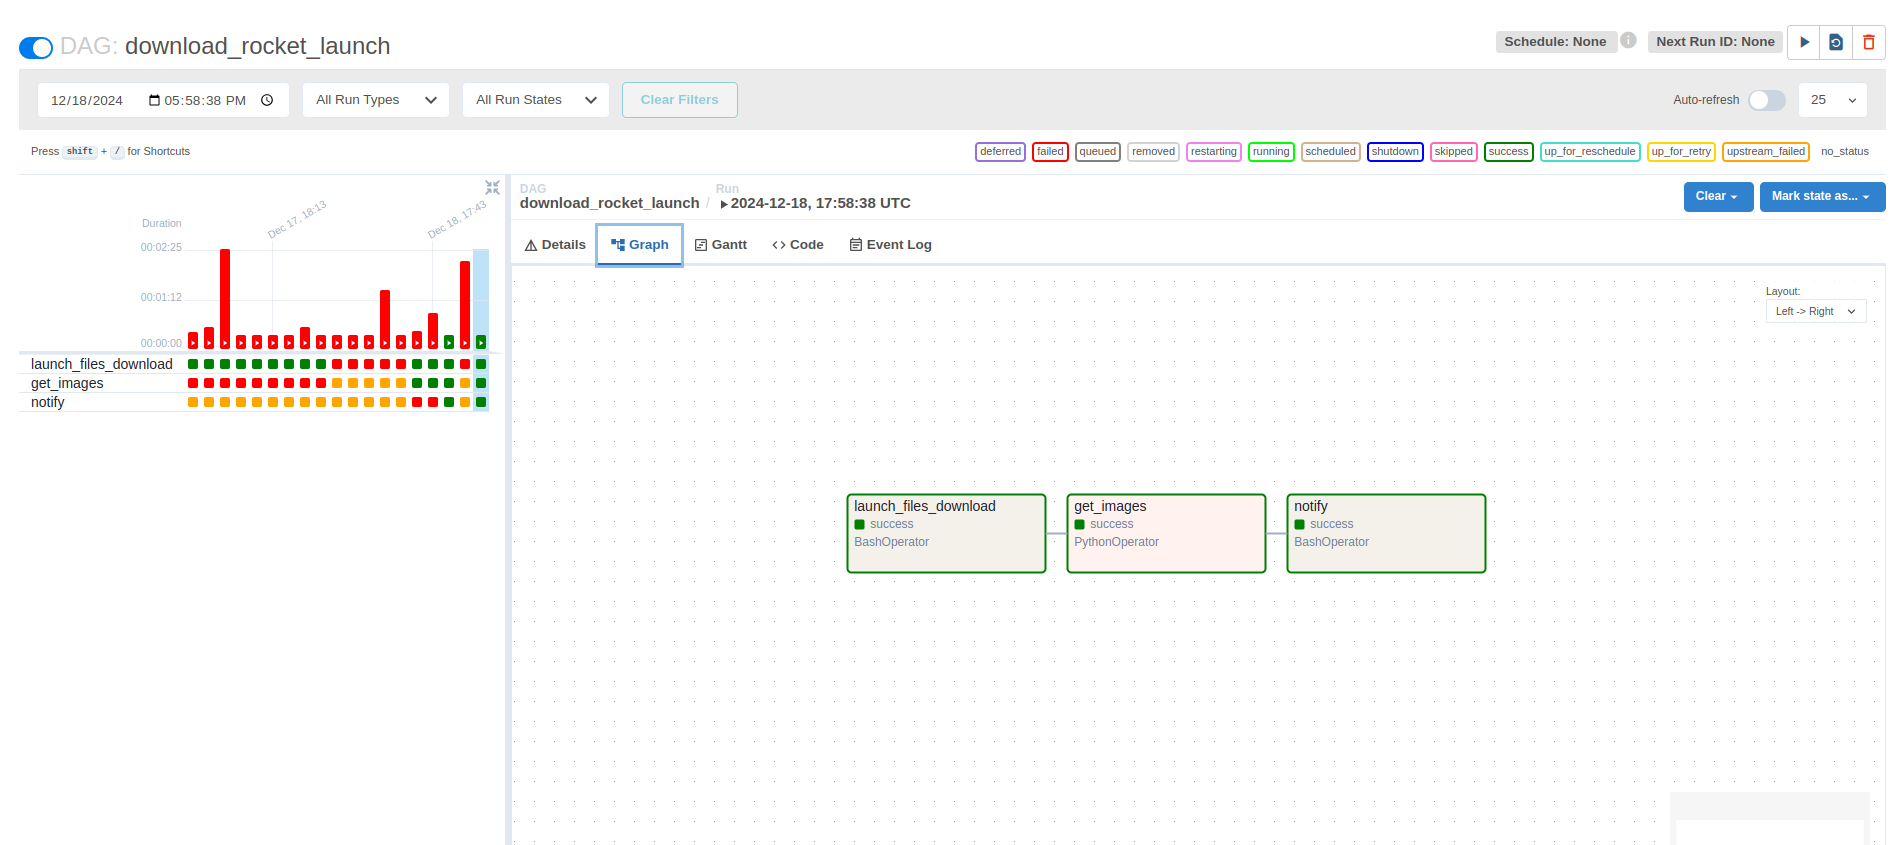 DAG: download_rocket_launch
Schedule: None
Next Run ID: None
12/18/2024 05:58:38 PM
All Run Types
All Run States
Clear Filters
Auto-refresh
25
Press shift + / for Shortcuts
deferred
failed
queued
removed
restarting
running
scheduled
shutdown
skipped
success
up_for_reschedule
up_for_retry
upstream_failed
no_status
Duration
Dec 17, 18:13
Dec 18, 17:43
00:02:25
00:01:12
00:00:00
launch_files_download
get_images
notify
DAG
download_rocket_launch
/
Run
2024-12-18, 17:58:38 UTC
Clear
Mark state as...
Details
Graph
Gantt
Code
Event Log
Layout:
Left -> Right
launch_files_download
success
BashOperator
get_images
success
PythonOperator
notify
success
BashOperator